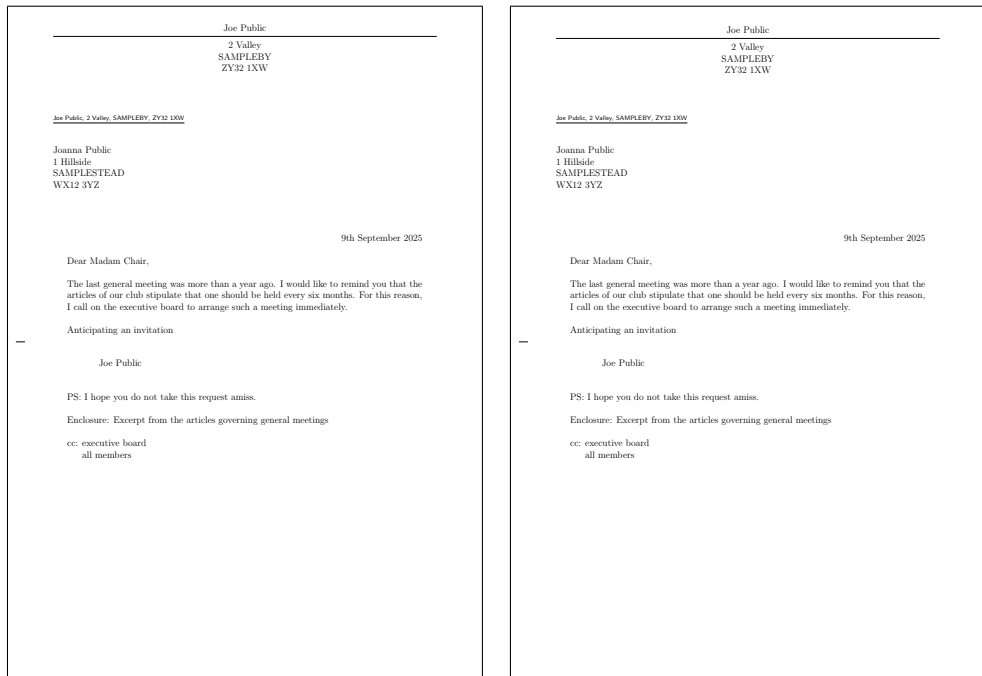 Joe Public
2 Valley
SAMPLEBY
ZY32 1XW
Joe Public, 2 Valley, SAMPLEBY, ZY32 1XW
Joanna Public
1 Hillside
SAMPLESTEAD
WX12 3YZ
9th September 2025
Dear Madam Chair,
The last general meeting was more than a year ago. I would like to remind you that the
articles of our club stipulate that one should be held every six months. For this reason,
I call on the executive board to arrange such a meeting immediately.
Anticipating an invitation
Joe Public
PS: I hope you do not take this request amiss.
Enclosure: Excerpt from the articles governing general meetings
cc: executive board
all members
Joe Public
2 Valley
SAMPLEBY
ZY32 1XW
Joe Public, 2 Valley, SAMPLEBY, ZY32 1XW
Joanna Public
1 Hillside
SAMPLESTEAD
WX12 3YZ
9th September 2025
Dear Madam Chair,
The last general meeting was more than a year ago. I would like to remind you that the
articles of our club stipulate that one should be held every six months. For this reason,
I call on the executive board to arrange such a meeting immediately.
Anticipating an invitation
Joe Public
PS: I hope you do not take this request amiss.
Enclosure: Excerpt from the articles governing general meetings
cc: executive board
all members